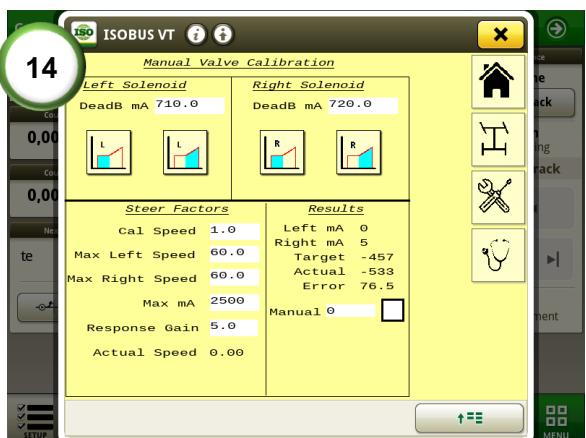 14
ISO
ISOBUS VT
Manual Valve Calibration
Left Solenoid
Right Solenoid
DeadB mA 710.0
DeadB mA 720.0
L
L
R
R
Steer Factors
Cal Speed 1.0
Max Left Speed 60.0
Max Right Speed 60.0
Max mA 2500
Response Gain 5.0
Actual Speed 0.00
Results
Left mA 0
Right mA 5
Target -457
Actual -533
Error 76.5
Manual 0
0,00
0,00
te
SETUP
MENU